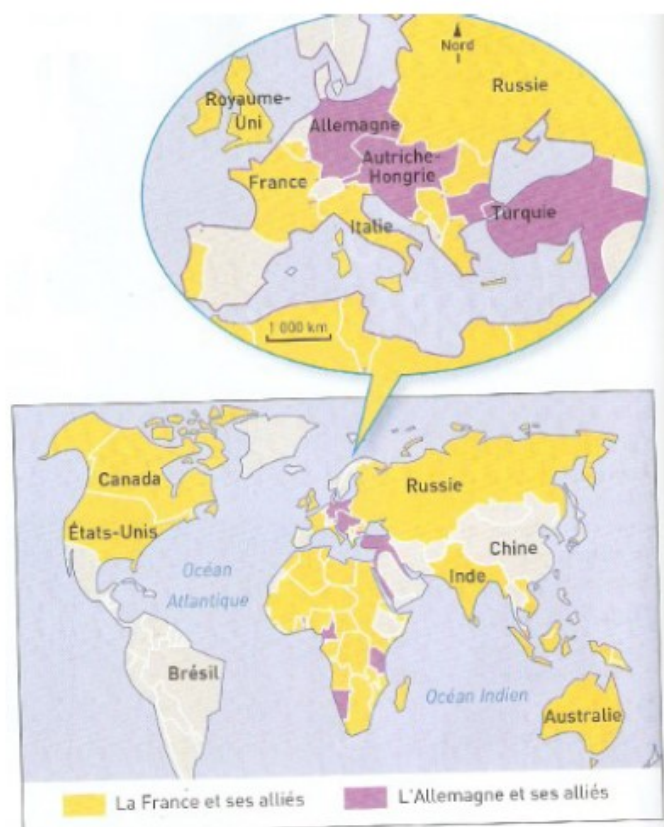 Nord
Royaume-
Uni
Russie
Allemagne
Autriche-
Hongrie
France
Italie
Turquie
1 000 km
Canada
Russie
États-Unis
Chine
Océan
Atlantique
Inde
Brésil
Océan Indien
Australie
La France et ses alliés
L'Allemagne et ses alliés